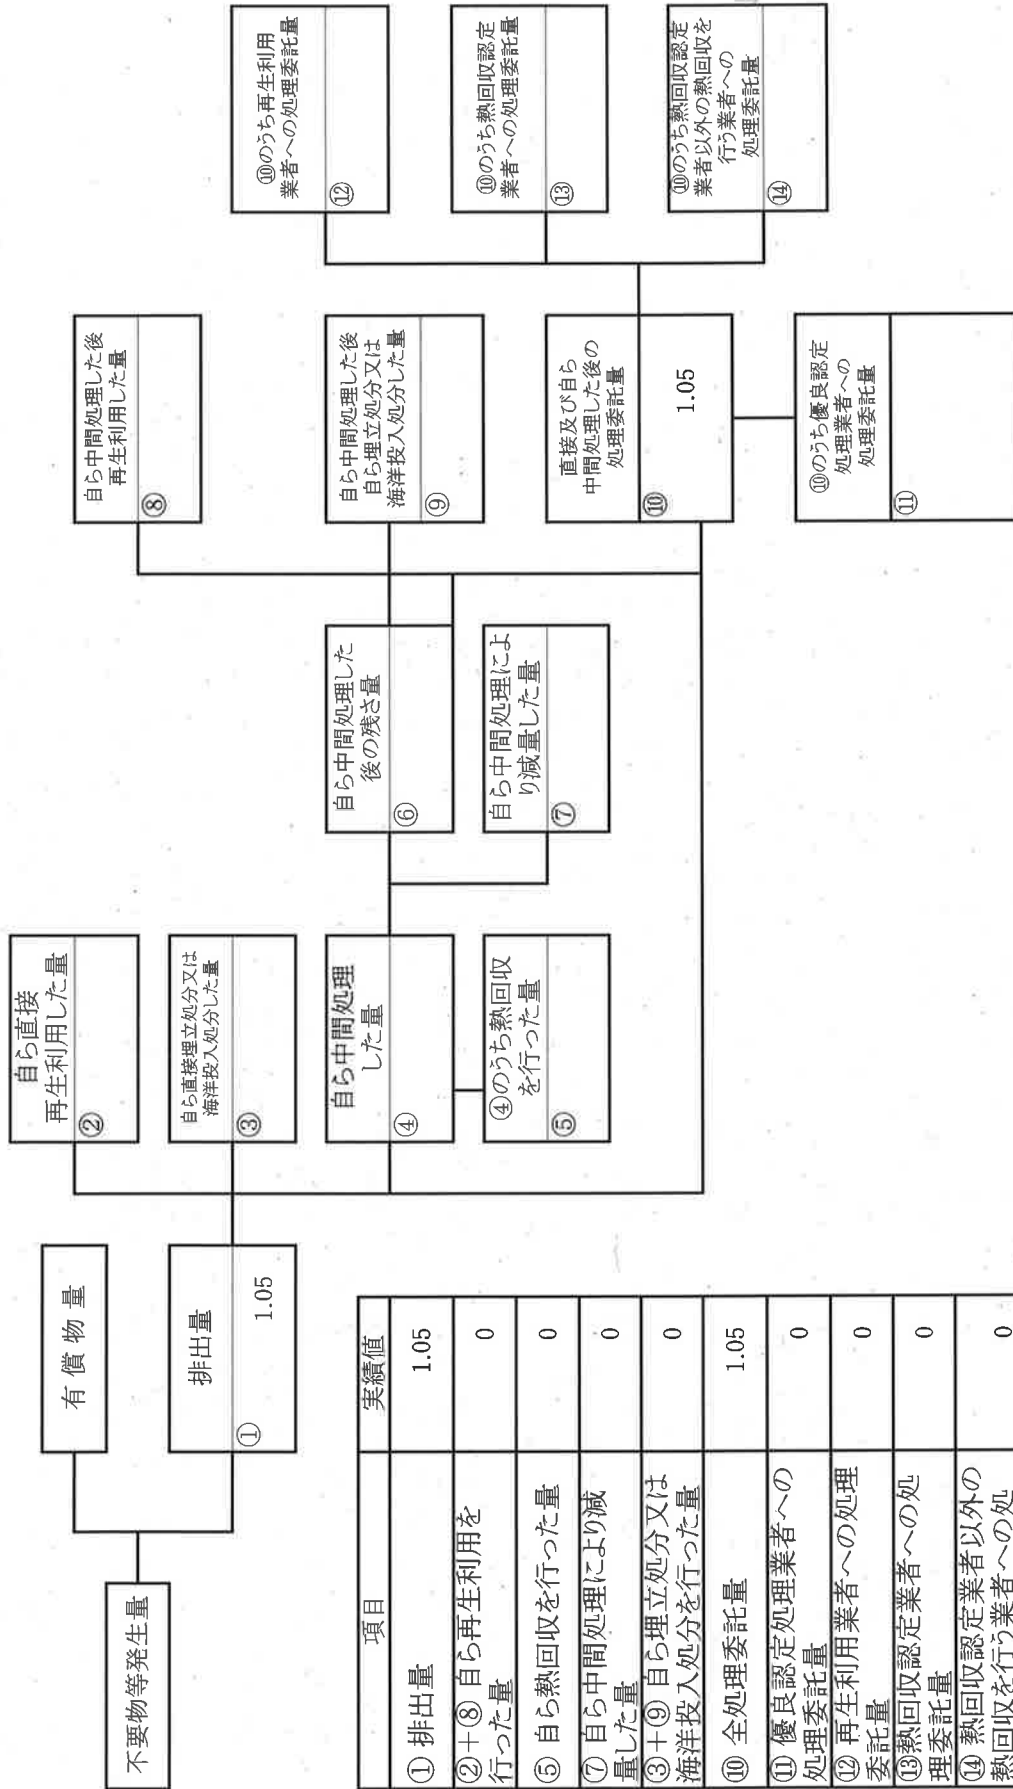 不要物等発生量
有償物量
排出量
①
1.05
自ら直接
再生利用した量
②
自ら直接埋立処分又は
海洋投入処分した量
③
自ら中間処理
した量
④
④のうち熱回収
を行った量
⑤
自ら中間処理した
後の残さ量
⑥
自ら中間処理によ
り減量した量
⑦
自ら中間処理した後
再生利用した量
⑧
自ら中間処理した後
自ら埋立処分又は
海洋投入処分した量
⑨
直接及び自ら
中間処理した後の
処理委託量
⑩
1.05
⑩のうち優良認定
処理業者への
処理委託量
⑪
⑩のうち再生利用
業者への処理委託量
⑫
⑩のうち熱回収認定
業者への処理委託量
⑬
⑩のうち熱回収認定
業者以外の熱回収を
行う業者への
処理委託量
⑭
項目 実績値
① 排出量 1.05
②+⑧ 自ら再生利用を
行った量 0
⑤ 自ら熱回収を行った量 0
⑦ 自ら中間処理により減
量した量 0
③+⑨ 自ら埋立処分又は
海洋投入処分を行った量 0
⑩ 全処理委託量 1.05
⑪ 優良認定処理業者への
処理委託量 0
⑫ 再生利用業者への処理
委託量 0
⑬熱回収認定業者への処
理委託量 0
⑭ 熱回収認定業者以外の
熱回収を行う業者への処 0